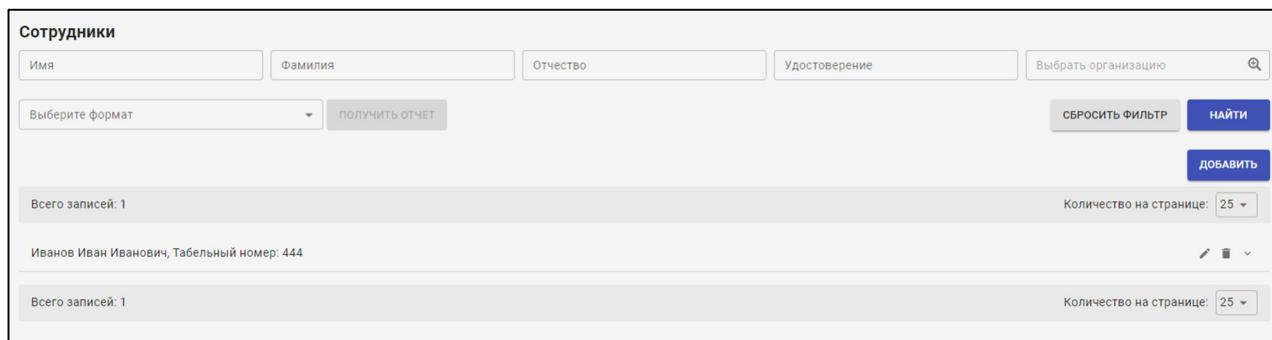 Сотрудники
Имя Фамилия Отчество Удостоверение Выбрать организацию
Выберите формат ПОЛУЧИТЬ ОТЧЕТ СБРОСИТЬ ФИЛЬТР НАЙТИ
ДОБАВИТЬ
Всего записей: 1 Количество на странице: 25
Иванов Иван Иванович, Табельный номер: 444
Всего записей: 1 Количество на странице: 25